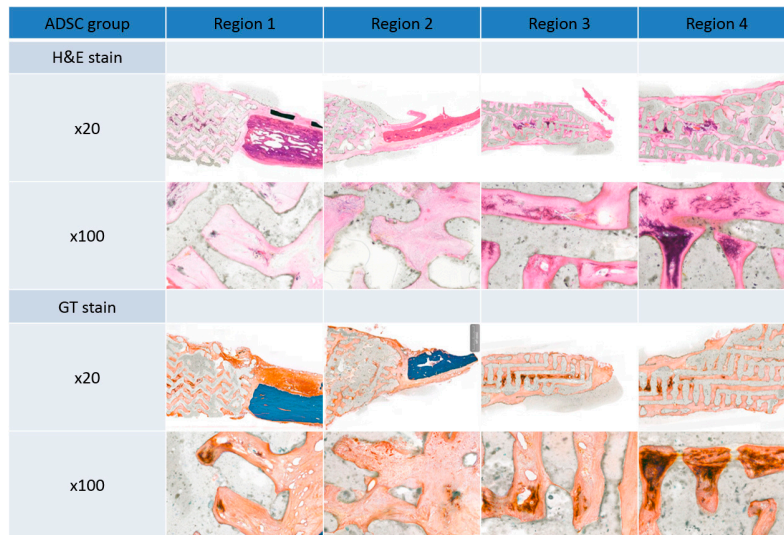 ADSC group Region 1 Region 2 Region 3 Region 4
H&E stain
x20
x100
GT stain
x20
x100